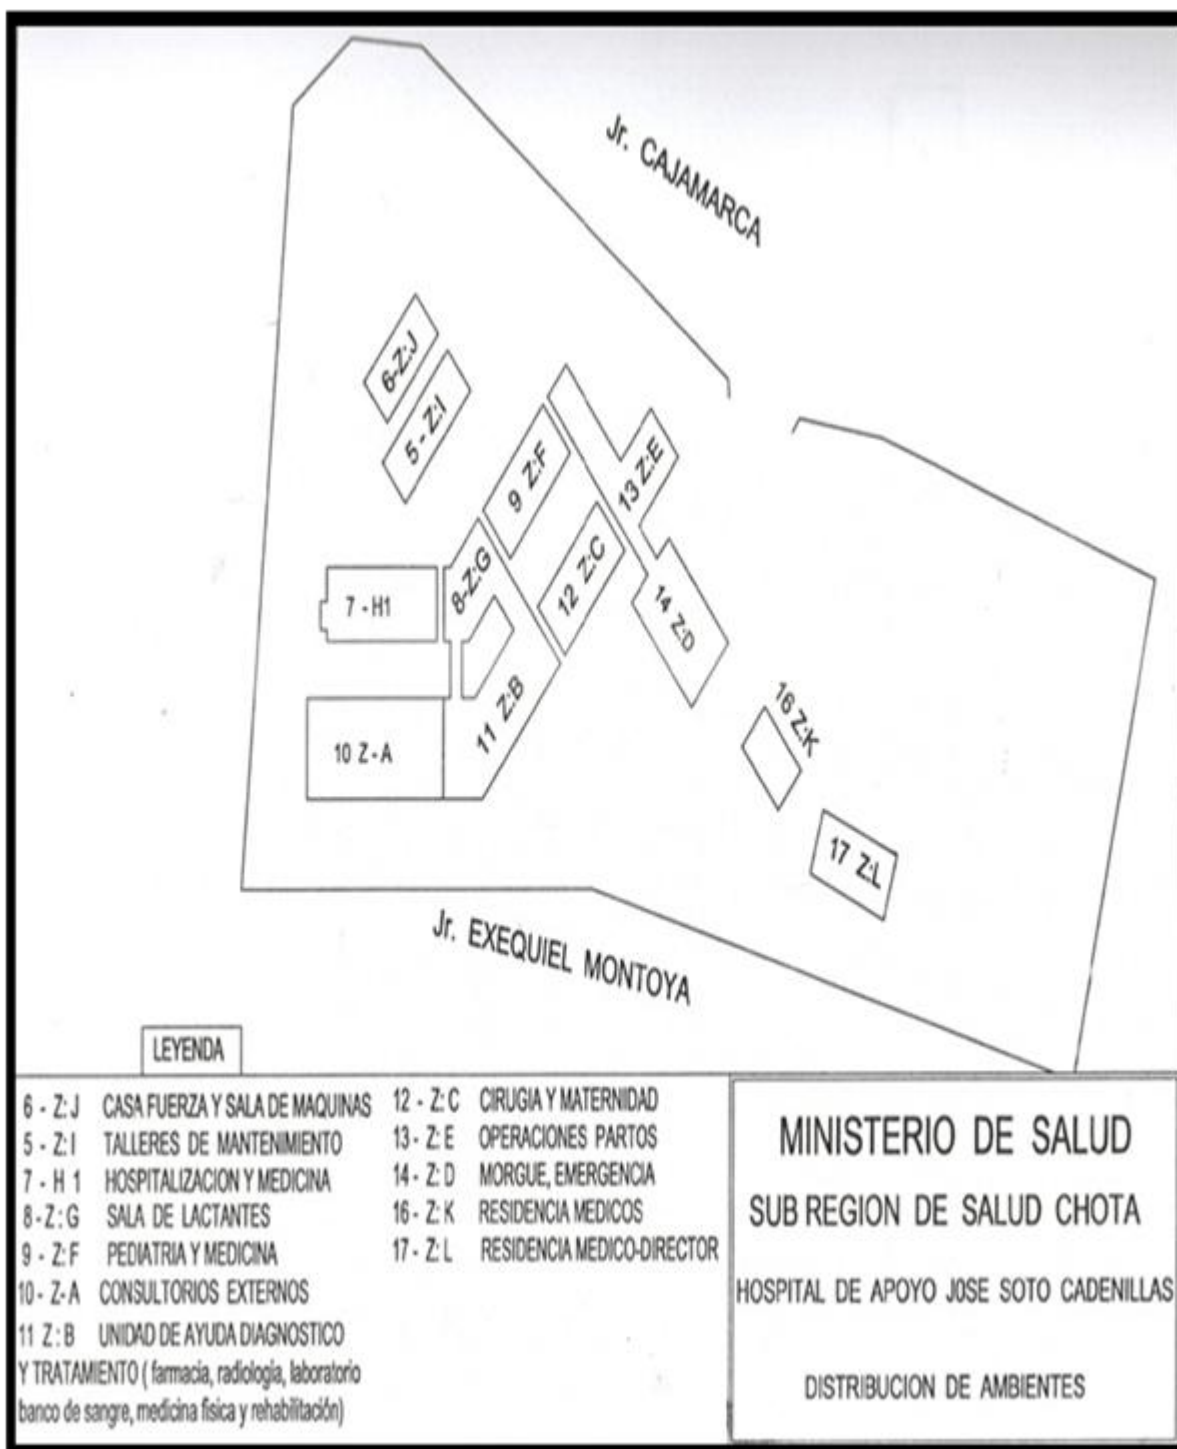 Jr. CAJAMARCA
6-Z:J
5 - Z:I
9 Z:F
13 Z:E
8-Z:G
12 Z:C
7 - H1
14 Z:D
11 Z:B
16 Z:K
10 Z - A
17 Z:L
Jr. EXEQUIEL MONTOYA
LEYENDA
6 - Z: J CASA FUERZA Y SALA DE MAQUINAS
5 - Z: I TALLERES DE MANTENIMIENTO
7 - H 1 HOSPITALIZACION Y MEDICINA
8-Z: G SALA DE LACTANTES
9 - Z: F PEDIATRIA Y MEDICINA
10 - Z-A CONSULTORIOS EXTERNOS
11 Z: B UNIDAD DE AYUDA DIAGNOSTICO
Y TRATAMIENTO ( farmacia, radiologia, laboratorio
banco de sangre, medicina fisica y rehabilitación)
12 - Z: C CIRUGIA Y MATERNIDAD
13 - Z: E OPERACIONES PARTOS
14 - Z: D MORGUE, EMERGENCIA
16 - Z: K RESIDENCIA MEDICOS
17 - Z: L RESIDENCIA MEDICO-DIRECTOR
MINISTERIO DE SALUD
SUB REGION DE SALUD CHOTA
HOSPITAL DE APOYO J0SE SOTO CADENILLAS
DISTRIBUCION DE AMBIENTES